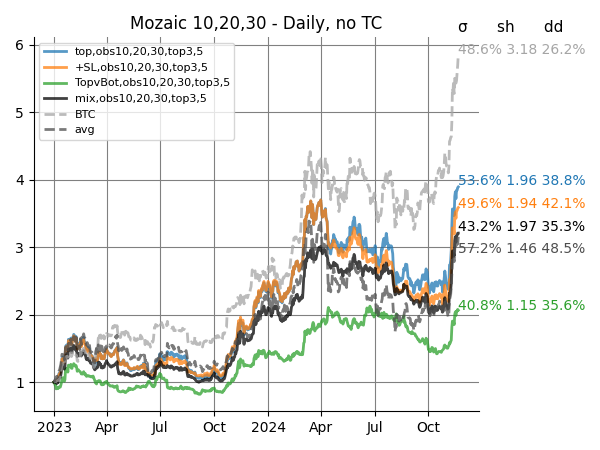 Mozaic 10,20,30 - Daily, no TC
σ sh dd
6
5
4
3
2
1
top,obs10,20,30,top3,5
+SL,obs10,20,30,top3,5
TopvBot,obs10,20,30,top3,5
mix,obs10,20,30,top3,5
BTC
avg
48.6% 3.18 26.2%
53.6% 1.96 38.8%
49.6% 1.94 42.1%
43.2% 1.97 35.3%
57.2% 1.46 48.5%
40.8% 1.15 35.6%
2023 Apr Jul Oct 2024 Apr Jul Oct